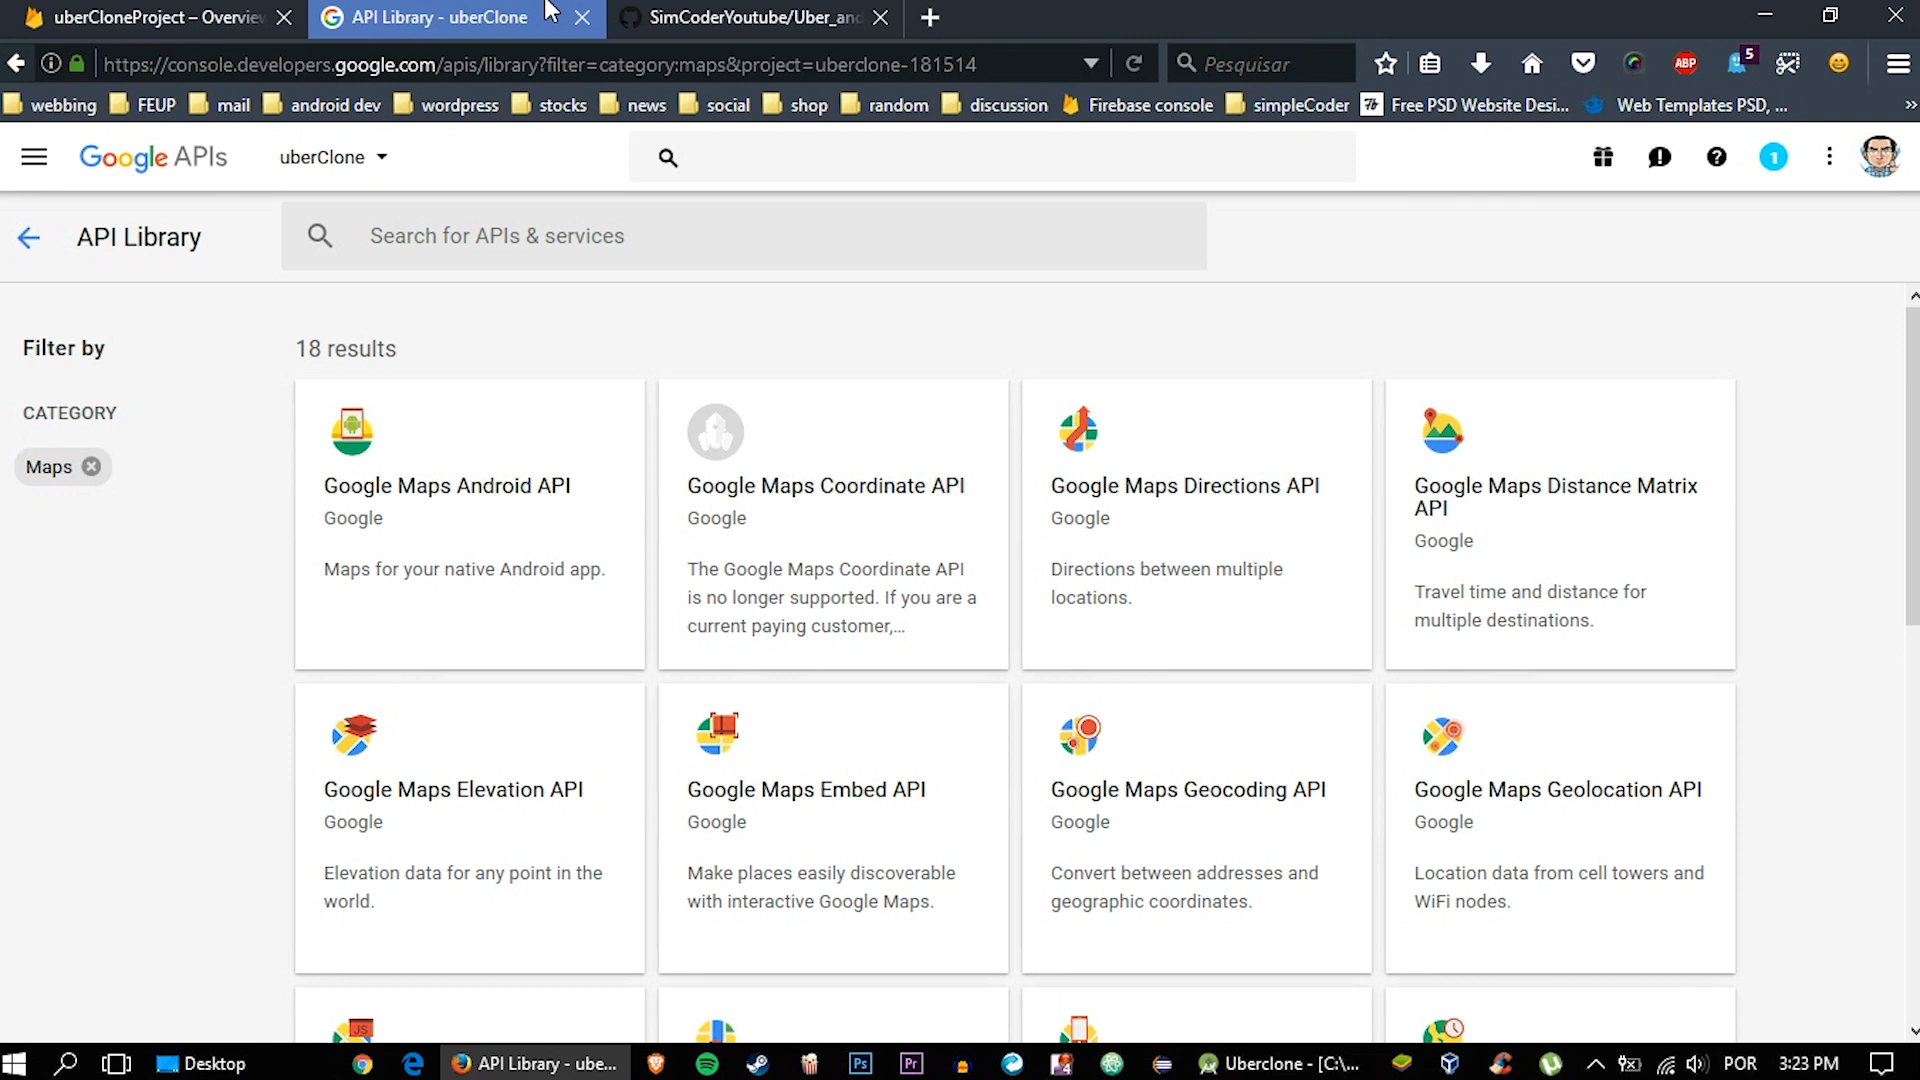 uberCloneProject – Overview
API Library - uberClone
SimCoderYoutube/Uber_and
https://console.developers.google.com/apis/library?filter=category:maps&project=uberclone-181514
Pesquisar
ABP
5
webbing
FEUP
mail
android dev
wordpress
stocks
news
social
shop
random
discussion
Firebase console
simpleCoder
Free PSD Website Desi...
Web Templates PSD, ...
Google APIs
uberClone
1
API Library
Search for APIs & services
Filter by
18 results
CATEGORY
Maps
Google Maps Android API
Google
Maps for your native Android app.
Google Maps Coordinate API
Google
The Google Maps Coordinate API
is no longer supported. If you are a
current paying customer,...
Google Maps Directions API
Google
Directions between multiple
locations.
Google Maps Distance Matrix
API
Google
Travel time and distance for
multiple destinations.
Google Maps Elevation API
Google
Elevation data for any point in the
world.
Google Maps Embed API
Google
Make places easily discoverable
with interactive Google Maps.
Google Maps Geocoding API
Google
Convert between addresses and
geographic coordinates.
Google Maps Geolocation API
Google
Location data from cell towers and
WiFi nodes.
JS
Desktop
API Library - ube...
Ps
Pr
Uberclone - [C:\...
POR
3:23 PM